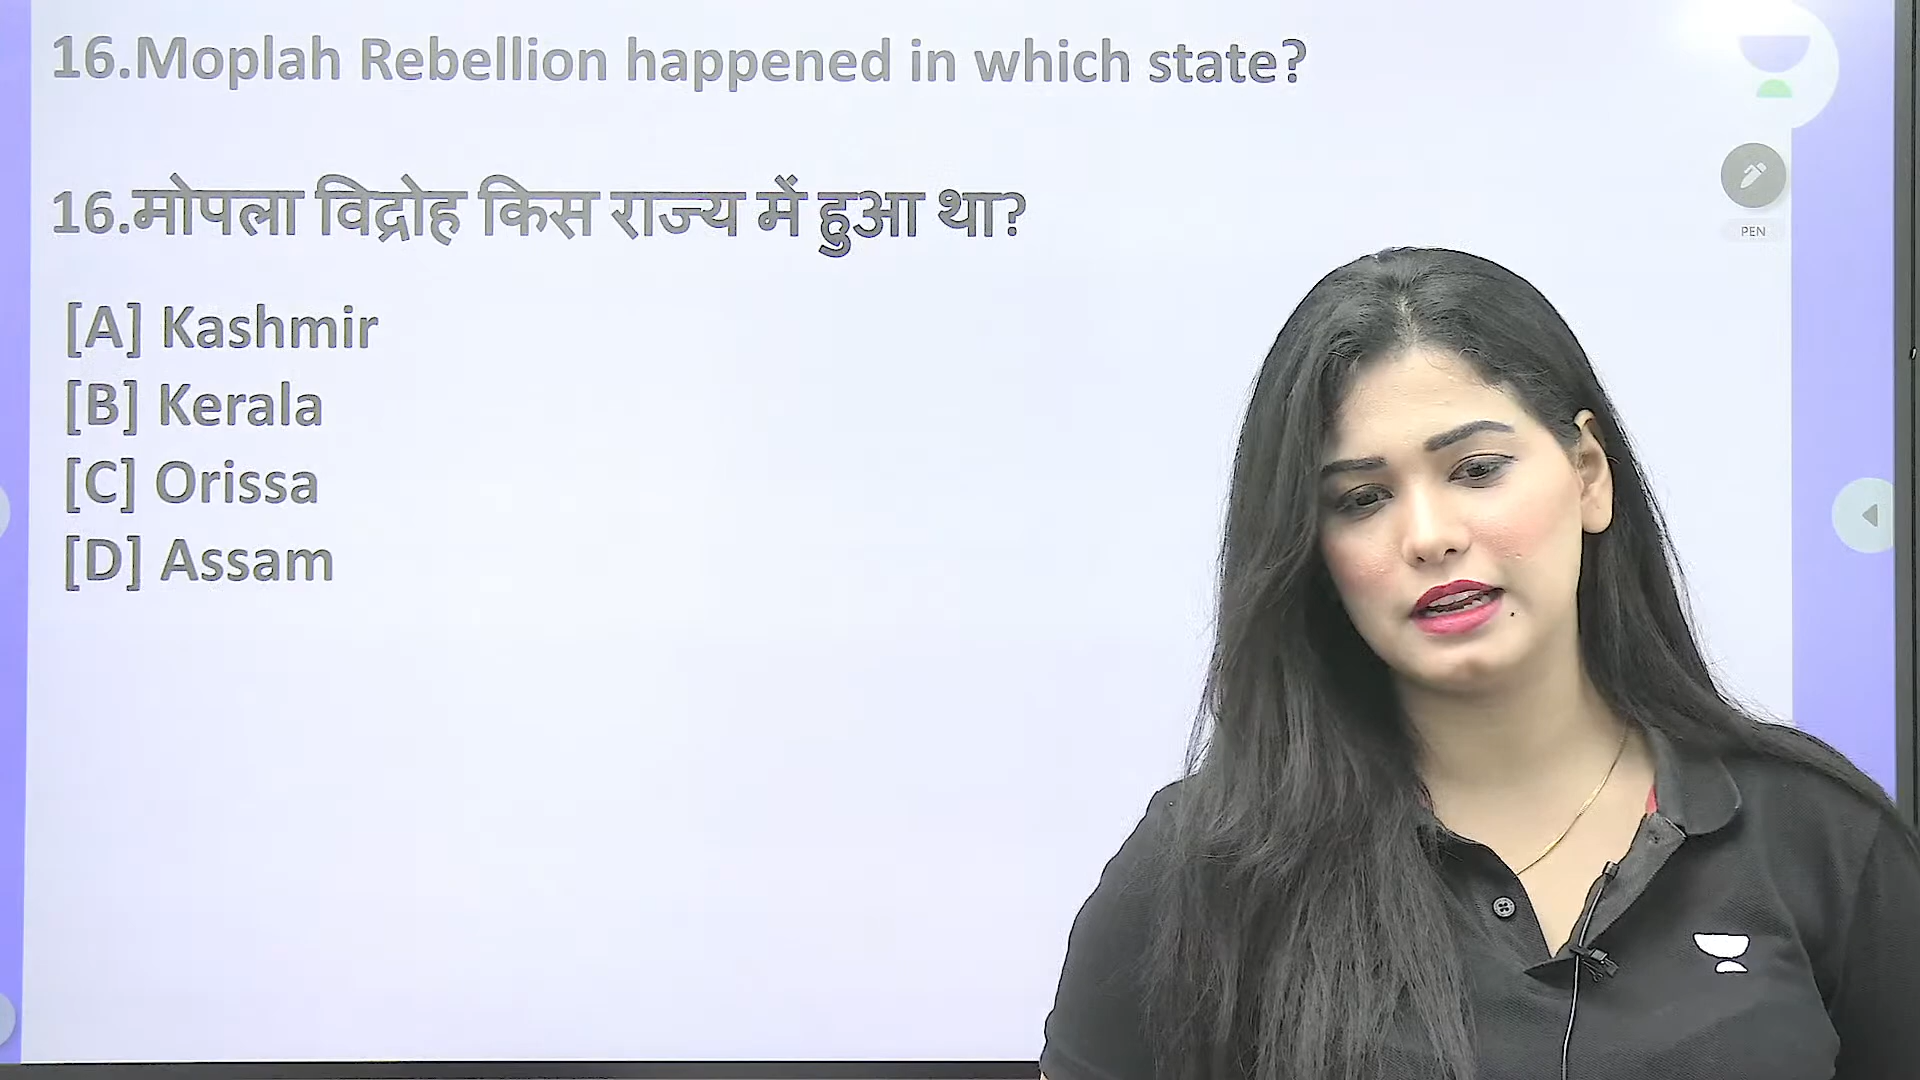 16.Moplah Rebellion happened in which state?
16.मोपला विद्रोह किस राज्य में हुआ था?
[A] Kashmir
[B] Kerala
[C] Orissa
[D] Assam
PEN